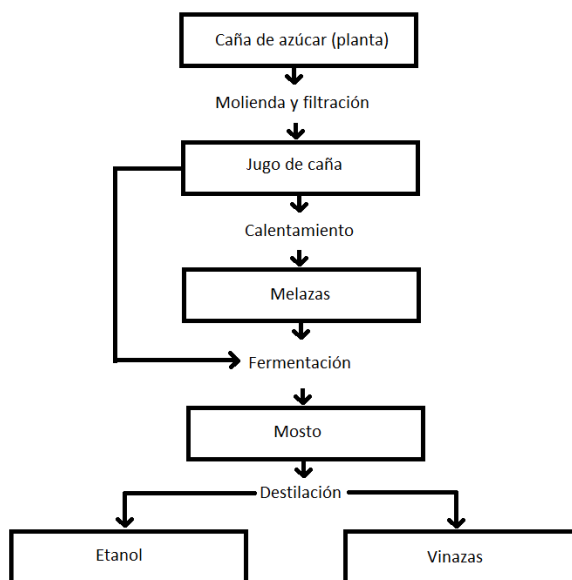 Caña de azúcar (planta)
Molienda y filtración
Jugo de caña
Calentamiento
Melazas
Fermentación
Mosto
Destilación
Etanol
Vinazas